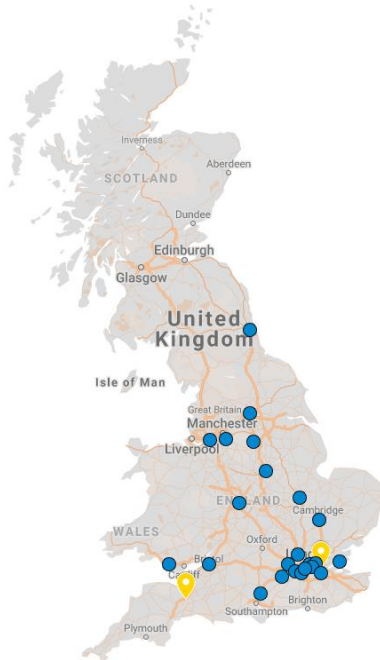 Inverness
Aberdeen
SCOTLAND
Dundee
Edinburgh
Glasgow
United
Kingdom
Isle of Man
Great Britain
Manchester
Liverpool
ENGLAND
Cambridge
WALES
Oxford
Bristol
Cardiff
Southampton
Brighton
Plymouth